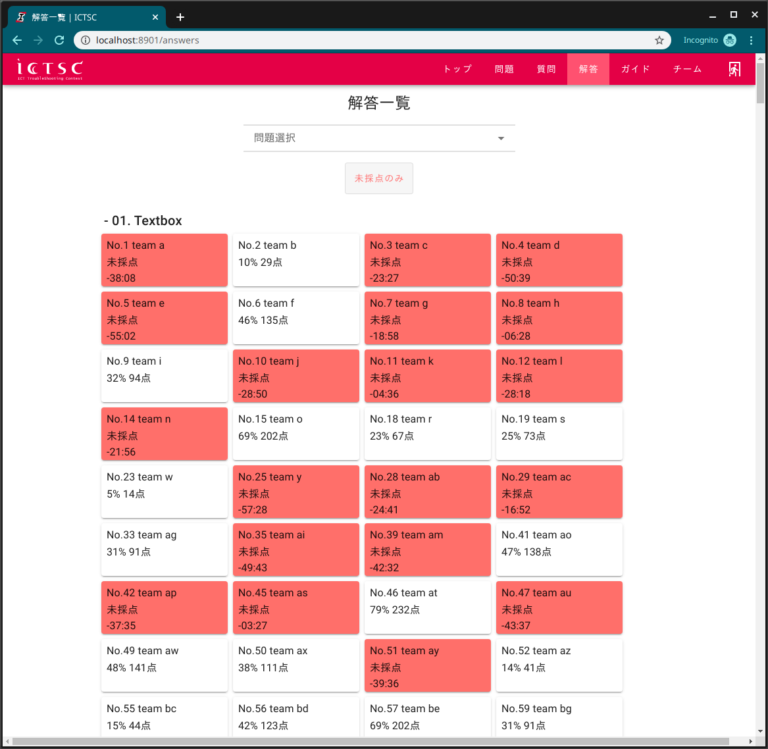 解答一覧 | ICTSC
localhost:8901/answers
Incognito
ICTSC
ICT Troubleshooting Contest
トップ
問題
質問
解答
ガイド
チーム
解答一覧
問題選択
未採点のみ
- 01. Textbox
No.1 team a
未採点
-38:08
No.2 team b
10% 29点
No.3 team c
未採点
-23:27
No.4 team d
未採点
-50:39
No.5 team e
未採点
-55:02
No.6 team f
46% 135点
No.7 team g
未採点
-18:58
No.8 team h
未採点
-06:28
No.9 team i
32% 94点
No.10 team j
未採点
-28:50
No.11 team k
未採点
-04:36
No.12 team l
未採点
-28:18
No.14 team n
未採点
-21:56
No.15 team o
69% 202点
No.18 team r
23% 67点
No.19 team s
25% 73点
No.23 team w
5% 14点
No.25 team y
未採点
-57:28
No.28 team ab
未採点
-24:41
No.29 team ac
未採点
-16:52
No.33 team ag
31% 91点
No.35 team ai
未採点
-49:43
No.39 team am
未採点
-42:32
No.41 team ao
47% 138点
No.42 team ap
未採点
-37:35
No.45 team as
未採点
-03:27
No.46 team at
79% 232点
No.47 team au
未採点
-43:37
No.49 team aw
48% 141点
No.50 team ax
38% 111点
No.51 team ay
未採点
-39:36
No.52 team az
14% 41点
No.55 team bc
15% 44点
No.56 team bd
42% 123点
No.57 team be
69% 202点
No.59 team bg
31% 91点